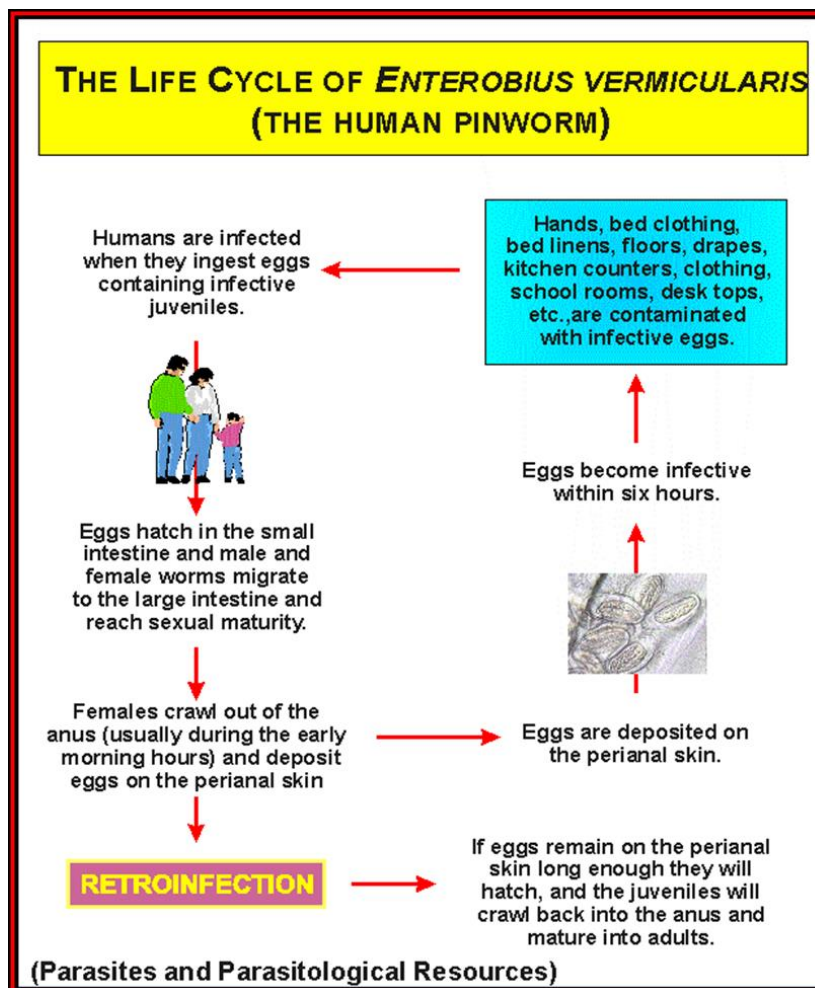 THE LIFE CYCLE OF ENTEROBIUS VERMICULARIS
(THE HUMAN PINWORM)
Humans are infected
when they ingest eggs
containing infective
juveniles.
Hands, bed clothing,
bed linens, floors, drapes,
kitchen counters, clothing,
school rooms, desk tops,
etc.,are contaminated
with infective eggs.
Eggs become infective
within six hours.
Eggs hatch in the small
intestine and male and
female worms migrate
to the large intestine and
reach sexual maturity.
Females crawl out of the
anus (usually during the early
morning hours) and deposit
eggs on the perianal skin
Eggs are deposited on
the perianal skin.
RETROINFECTION
If eggs remain on the perianal
skin long enough they will
hatch, and the juveniles will
crawl back into the anus and
mature into adults.
(Parasites and Parasitological Resources)